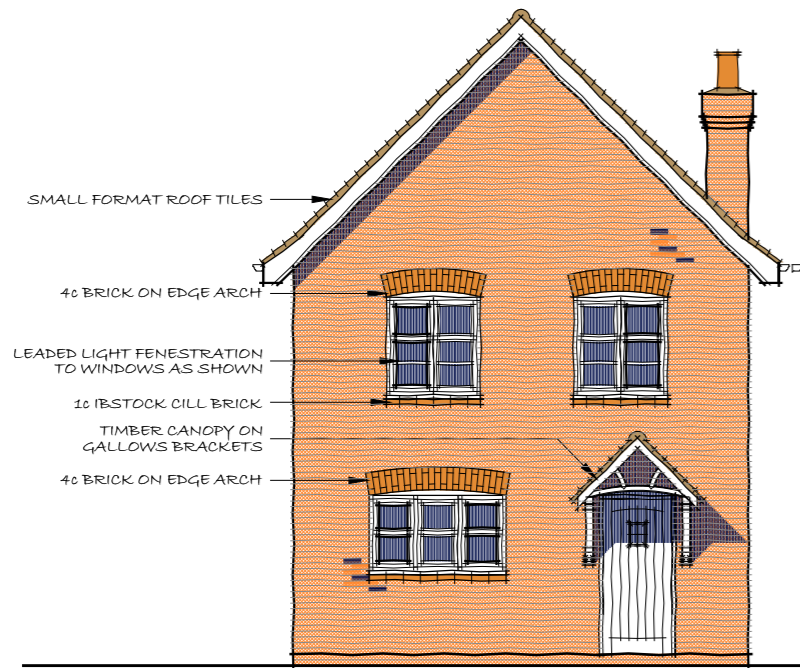 SMALL FORMAT ROOF TILES
4c BRICK ON EDGE ARCH
LEADED LIGHT FENESTRATION
TO WINDOWS AS SHOWN
1c IBSTOCK CILL BRICK
TIMBER CANOPY ON
GALLOWS BRACKETS
4c BRICK ON EDGE ARCH